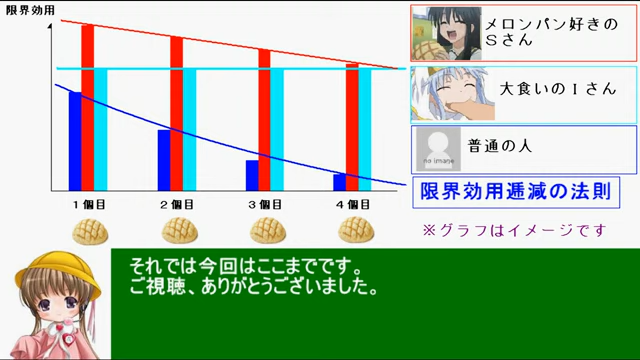 限界効用
メロンパン好きの
Ｓさん
大食いのＩさん
no image
普通の人
限界効用逓減の法則
１個目
２個目
３個目
４個目
※グラフはイメージです
それでは今回はここまでです。
ご視聴、ありがとうございました。